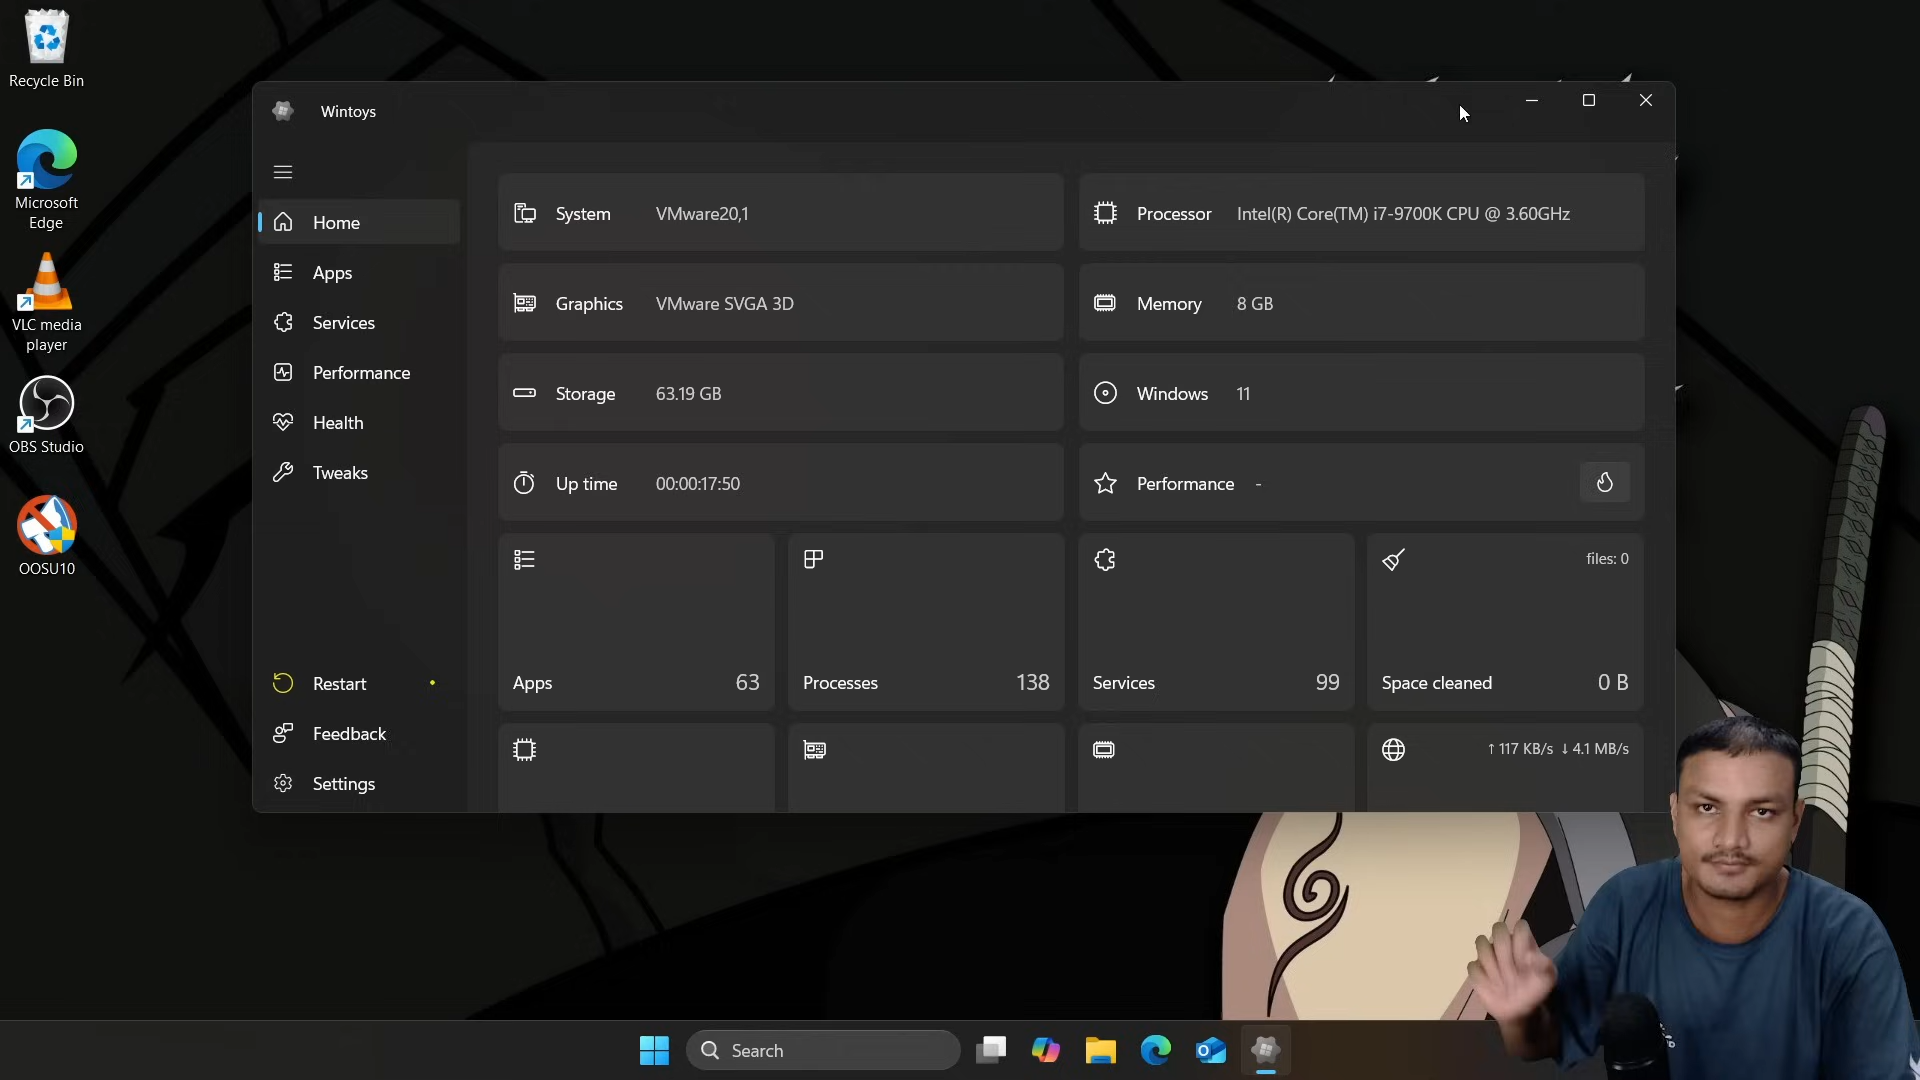 Recycle Bin
Microsoft
Edge
VLC media
player
OBS Studio
OOSU10
Wintoys
Home
Apps
Services
Performance
Health
Tweaks
Restart
Feedback
Settings
System VMware20,1
Processor Intel(R) Core(TM) i7-9700K CPU @ 3.60GHz
Graphics VMware SVGA 3D
Memory 8 GB
Storage 63.19 GB
Windows 11
Up time 00:00:17:50
Performance -
files: 0
Apps 63
Processes 138
Services 99
Space cleaned 0 B
↑ 117 KB/s ↓ 4.1 MB/s
Search